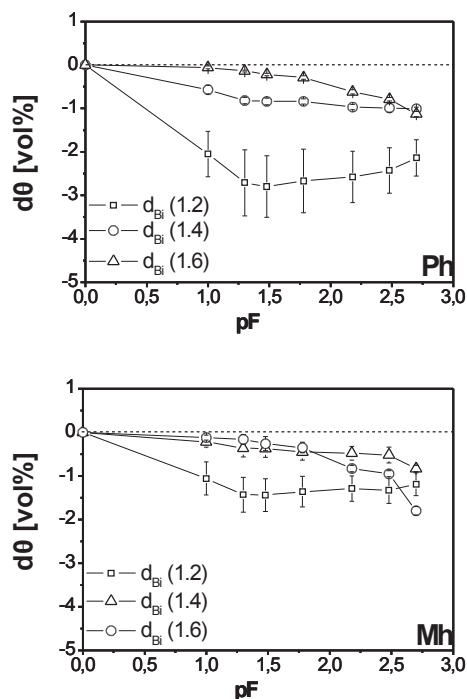 1
0
-1
-2
-3
-4
-5
dθ [vol%]
d_Bi (1.2)
d_Bi (1.4)
d_Bi (1.6)
Ph
0,0 0,5 1,0 1,5 2,0 2,5 3,0
pF
1
0
-1
-2
-3
-4
-5
dθ [vol%]
d_Bi (1.2)
d_Bi (1.4)
d_Bi (1.6)
Mh
0,0 0,5 1,0 1,5 2,0 2,5 3,0
pF